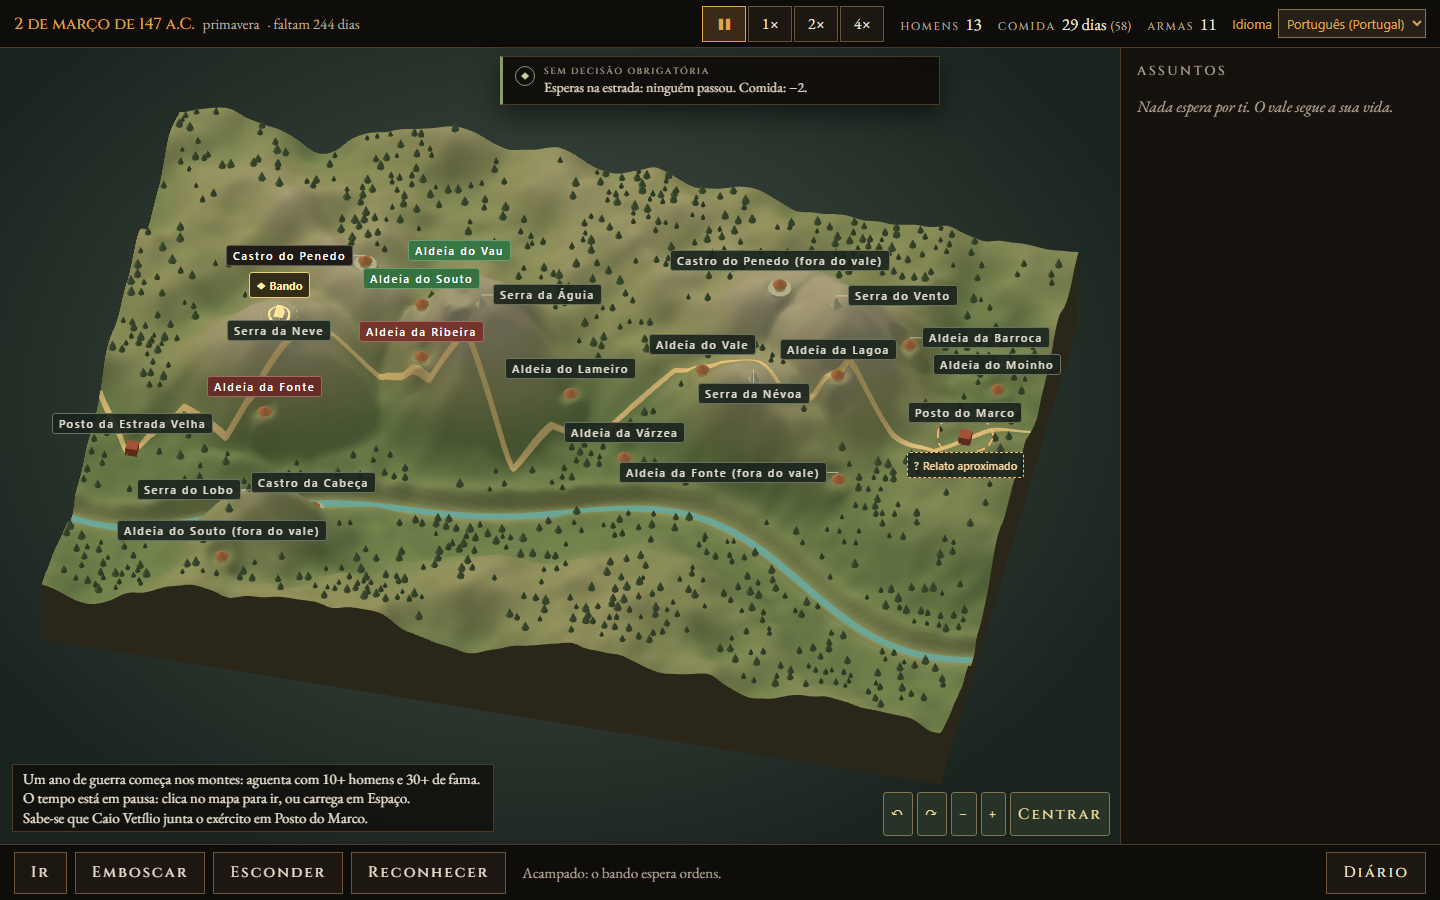 2 DE MARÇO DE 147 A.C. primavera · faltam 244 dias
1× 2× 4×
HOMENS 13 COMIDA 29 dias (58) ARMAS 11 Idioma Português (Portugal)
SEM DECISÃO OBRIGATÓRIA
Esperas na estrada: ninguém passou. Comida: −2.
ASSUNTOS
Nada espera por ti. O vale segue a sua vida.
Castro do Penedo
Aldeia do Vau
Castro do Penedo (fora do vale)
Bando
Aldeia do Souto
Serra da Águia
Serra do Vento
Serra da Neve
Aldeia da Ribeira
Aldeia do Vale
Aldeia da Lagoa
Aldeia da Barroca
Aldeia do Lameiro
Aldeia do Moinho
Aldeia da Fonte
Serra da Névoa
Posto da Estrada Velha
Posto do Marco
Aldeia da Várzea
? Relato aproximado
Aldeia da Fonte (fora do vale)
Serra do Lobo
Castro da Cabeça
Aldeia do Souto (fora do vale)
Um ano de guerra começa nos montes: aguenta com 10+ homens e 30+ de fama.
O tempo está em pausa: clica no mapa para ir, ou carrega em Espaço.
Sabe-se que Caio Vetílio junta o exército em Posto do Marco.
↶ ↷ − + CENTRAR
IR EMBOSCAR ESCONDER RECONHECER Acampado: o bando espera ordens. DIÁRIO